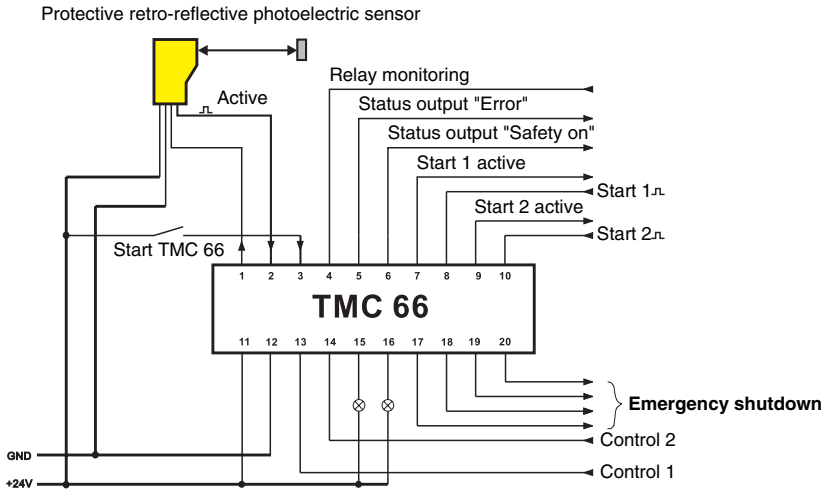 Protective retro-reflective photoelectric sensor
Relay monitoring
Active
Status output "Error"
Status output "Safety on"
Start 1 active
Start 1
Start 2 active
Start 2
Start TMC 66
1 2 3 4 5 6 7 8 9 10
TMC 66
11 12 13 14 15 16 17 18 19 20
Emergency shutdown
Control 2
GND
Control 1
+24V